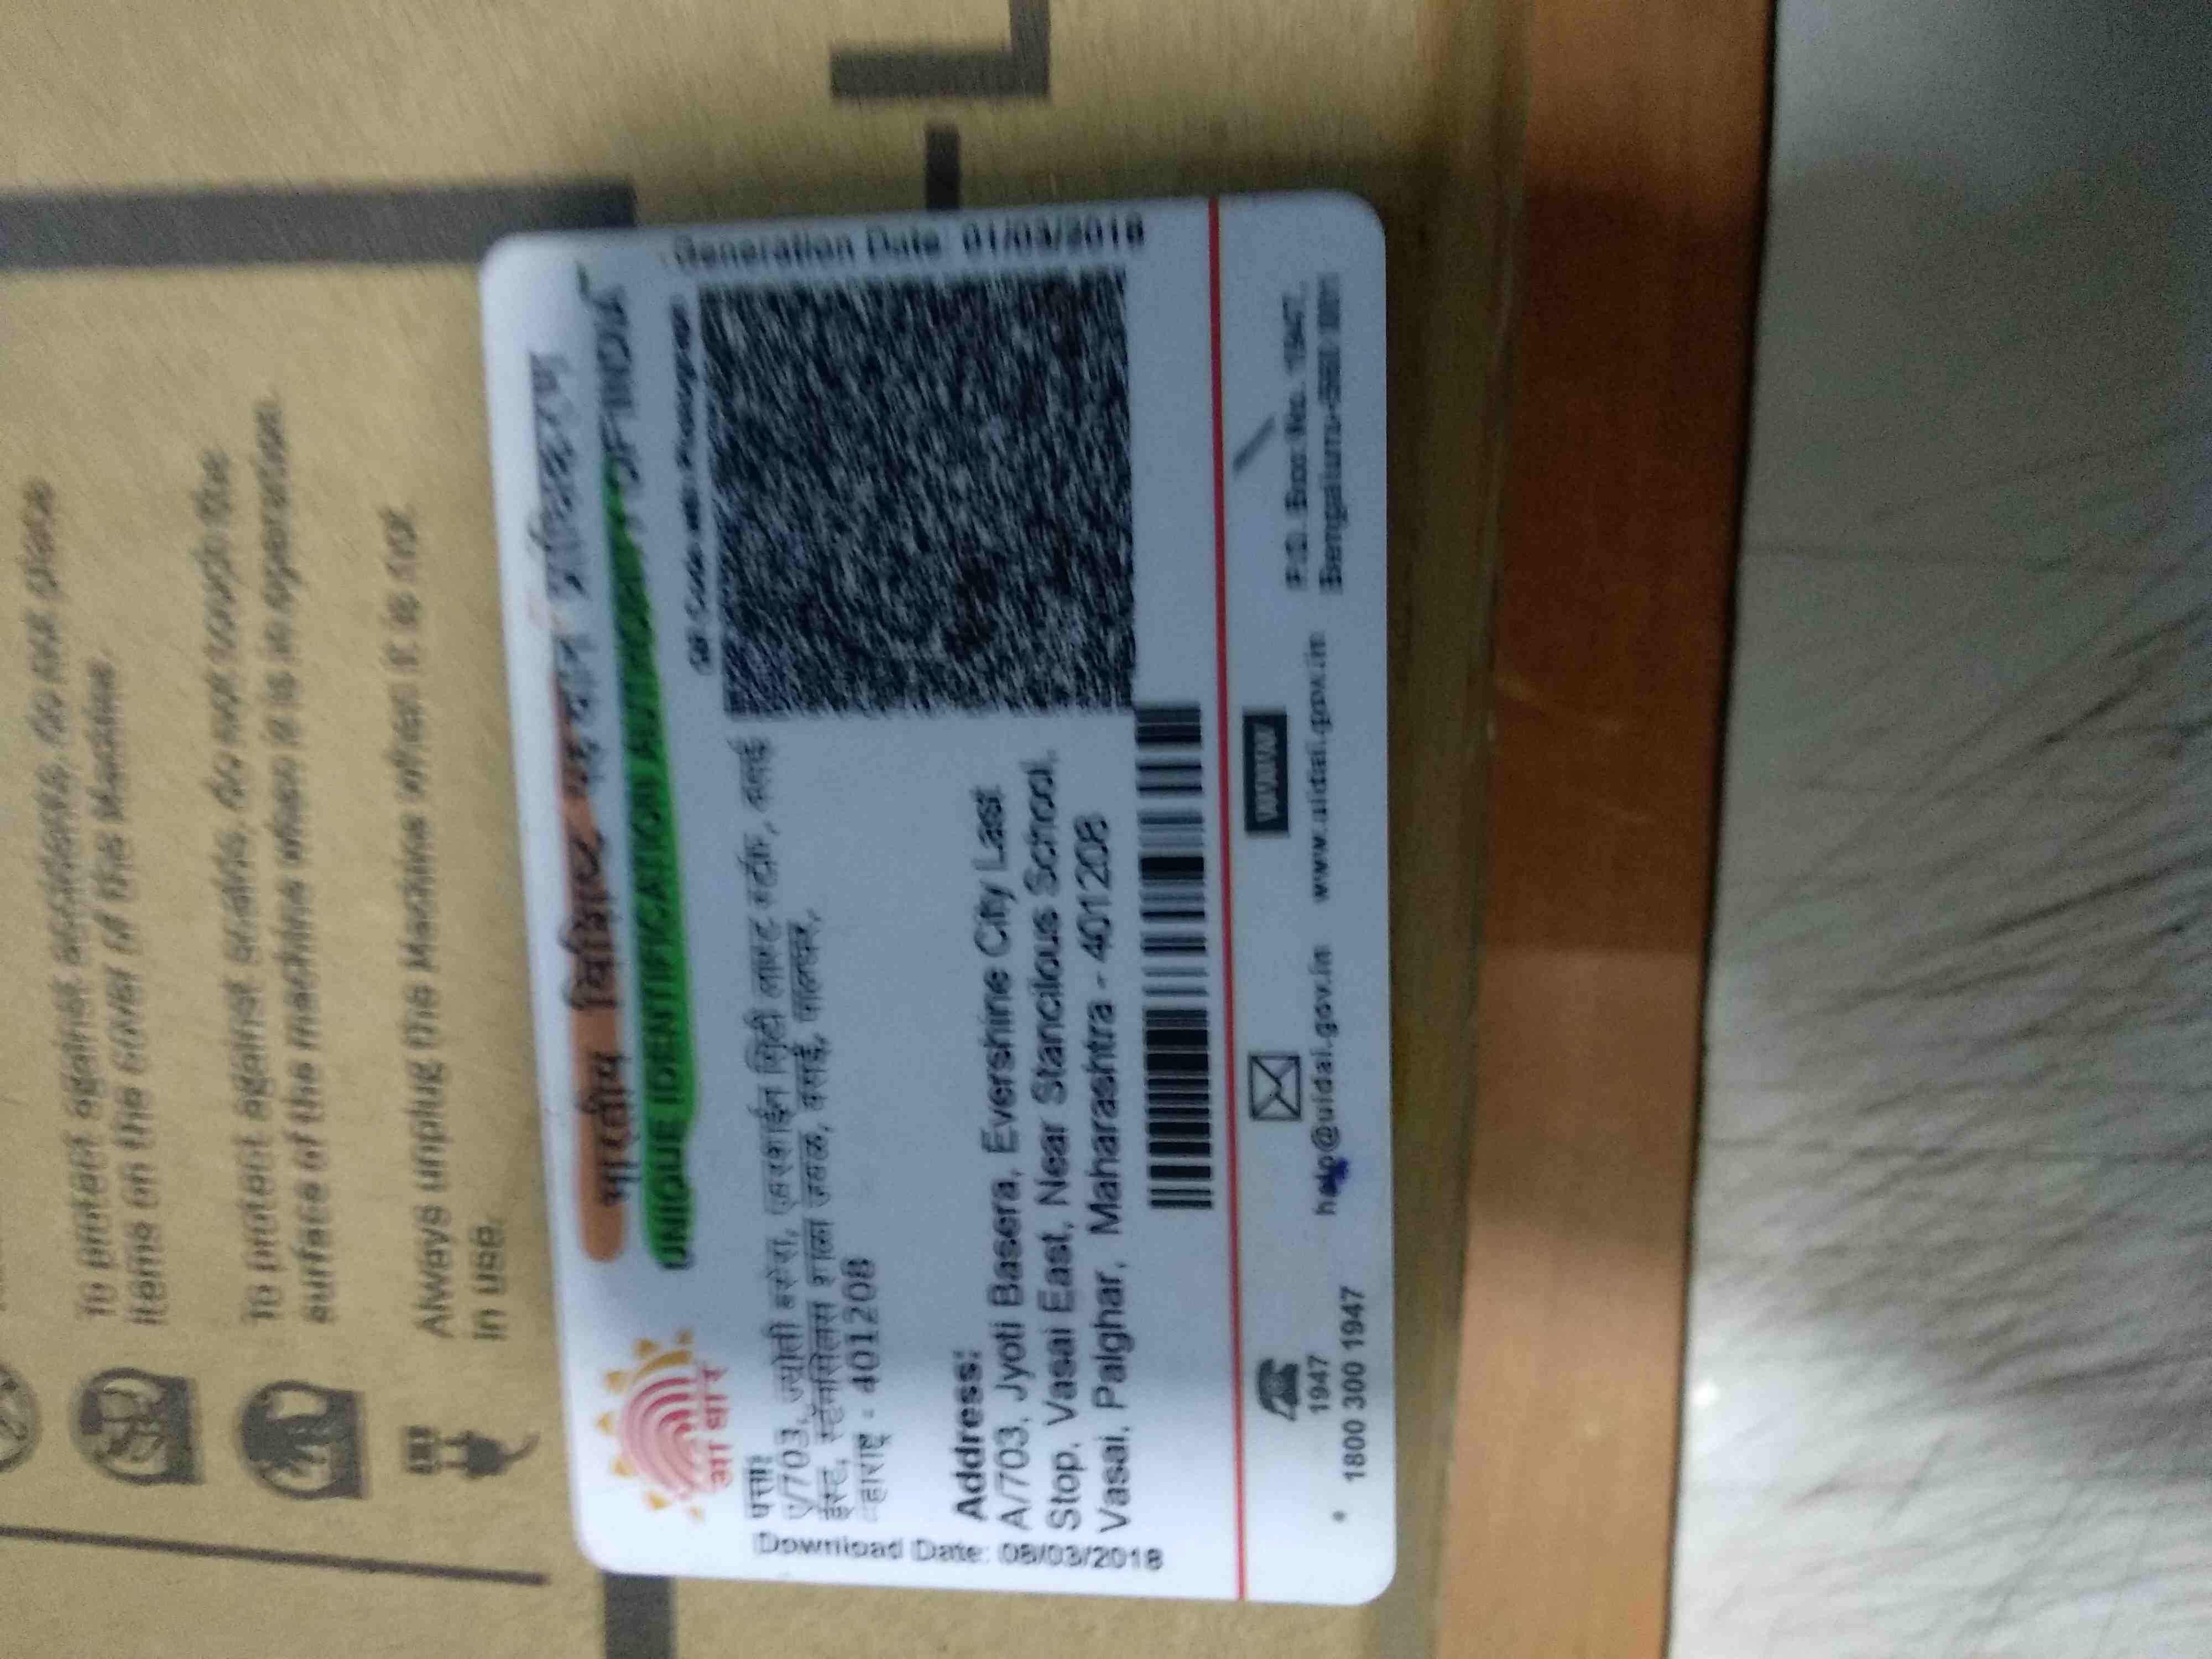 To protect against accidents, do not place
items on the cover of the Machine.
To protect against scalds, do not touch the
surface of the machine when it is in operation.
Always unplug the Machine when it is not
in use.
भारतीय विशिष्ट पहचान प्राधिकरण
UNIQUE IDENTIFICATION AUTHORITY OF INDIA
आधार
Generation Date: 01/03/2018
पत्ता:
ए/703, ज्योती बसेरा, एवरशाईन सिटी लास्ट स्टॉप, वसई
ईस्ट, शाळा जवळ, वसई, पालघर,
महाराष्ट्र - 401208
Address:
A/703, Jyoti Basera, Evershine City Last
Stop, Vasai East, Near Stancilous School,
Vasai, Palghar, Maharashtra - 401208
Download Date: 08/03/2018
1947
1800 300 1947
help@uidai.gov.in
WWW
www.uidai.gov.in
P.O. Box No. 1947,
Bengaluru-560 001